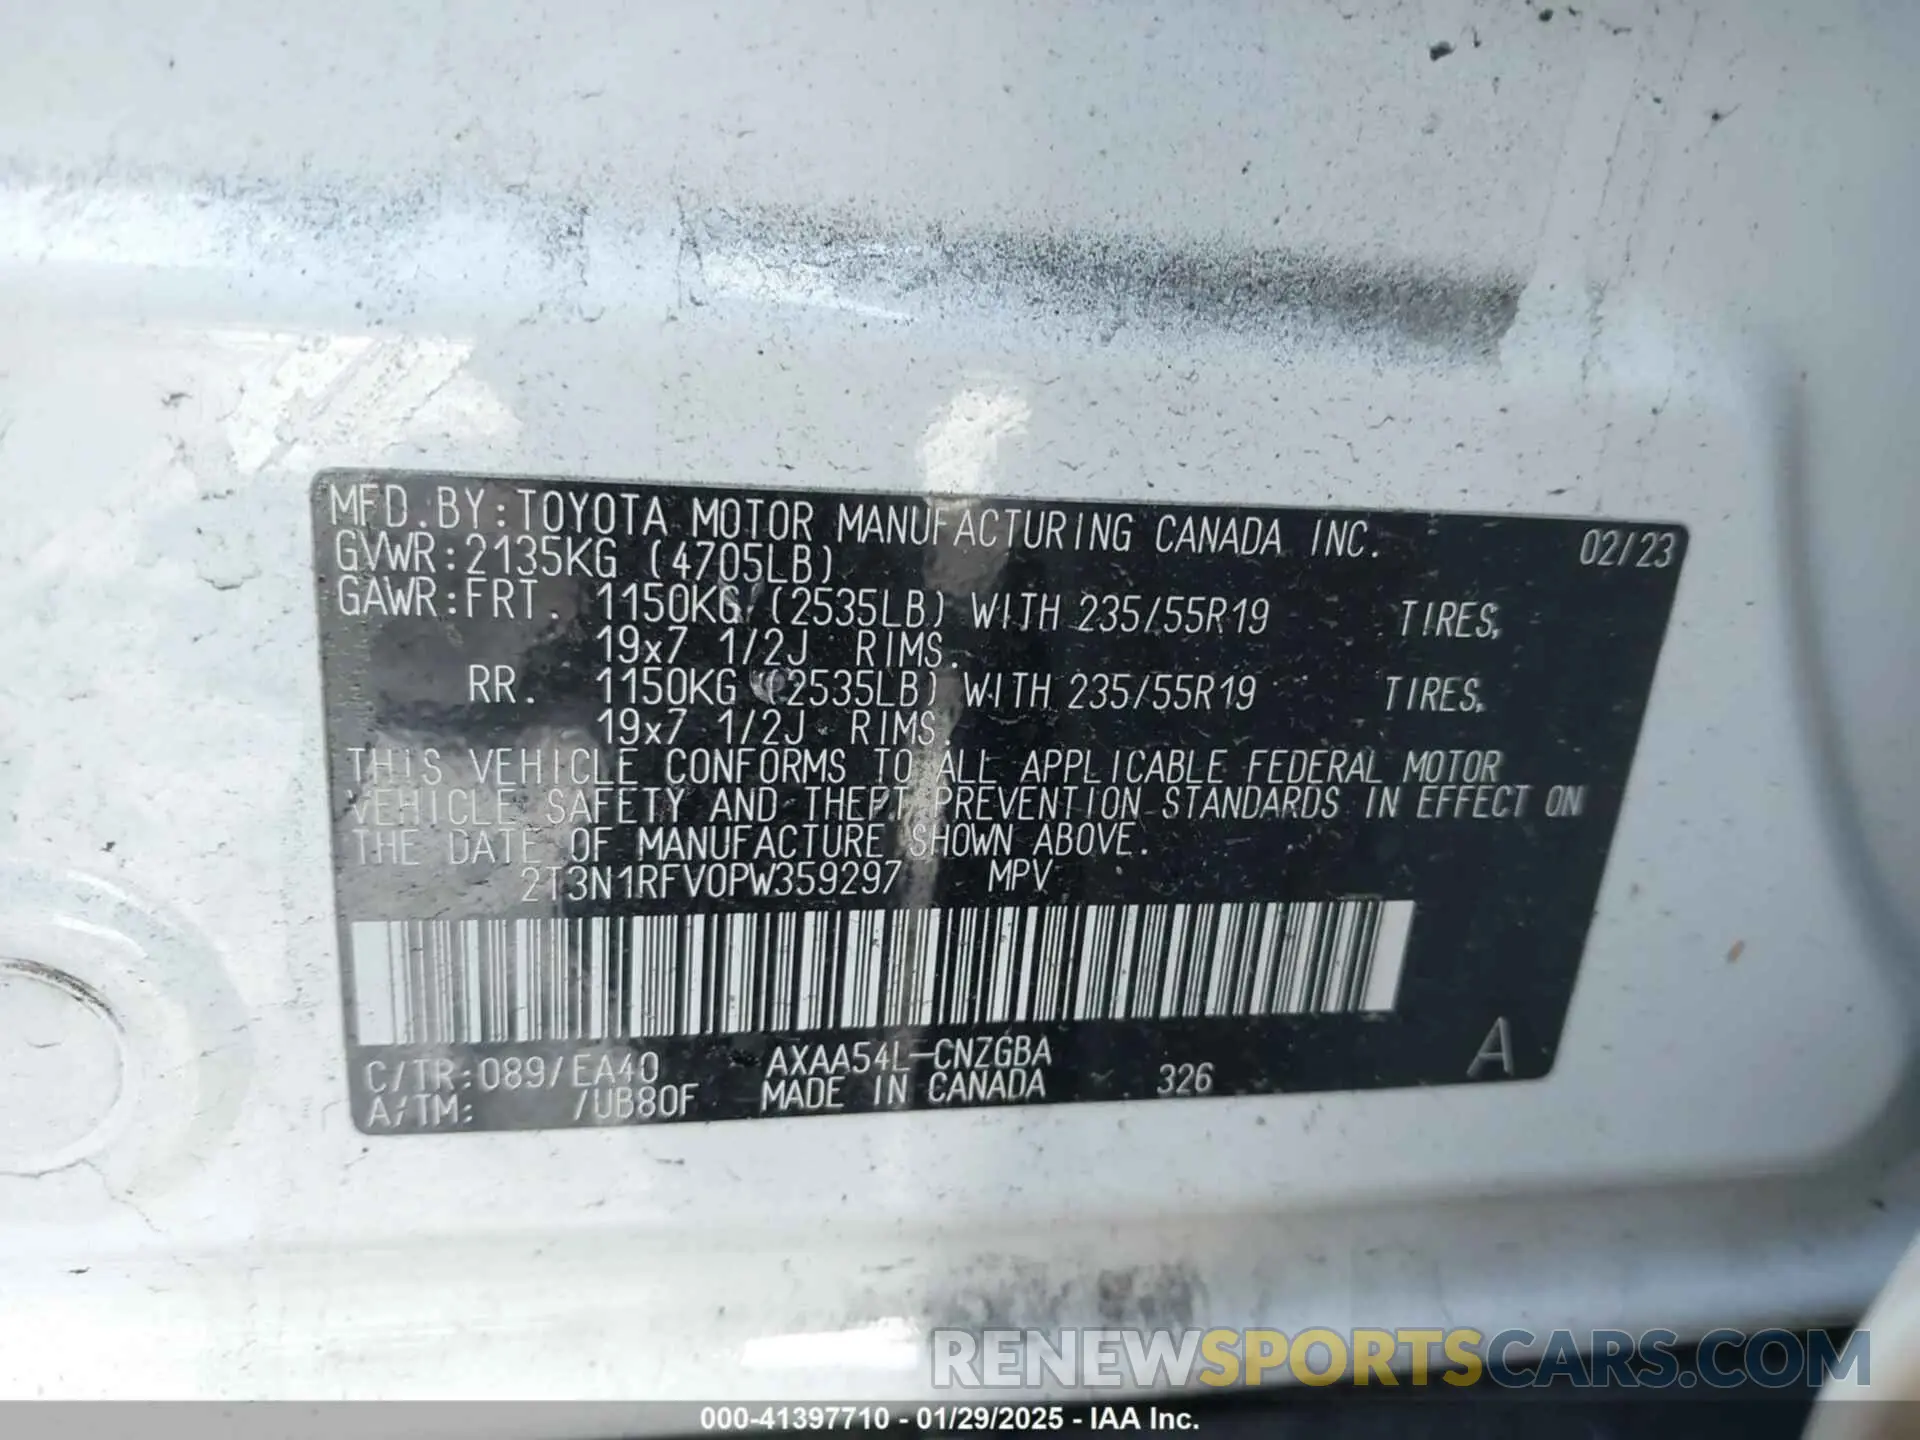 MFD.BY:TOYOTA MOTOR MANUFACTURING CANADA INC. 02/23
GVWR:2135KG (4705LB)
GAWR:FRT. 1150KG (2535LB) WITH 235/55R19 TIRES,
19x7 1/2J RIMS.
RR. 1150KG (2535LB) WITH 235/55R19 TIRES,
19x7 1/2J RIMS.
THIS VEHICLE CONFORMS TO ALL APPLICABLE FEDERAL MOTOR
VEHICLE SAFETY AND THEFT PREVENTION STANDARDS IN EFFECT ON
THE DATE OF MANUFACTURE SHOWN ABOVE.
2T3N1RFV0PW359297 MPV
C/TR:089/EA40 AXAA54L-CNZGBA
A/TM: /UB80F MADE IN CANADA 326 A
RENEWSPORTSCARS.COM
000-41397710 - 01/29/2025 - IAA Inc.